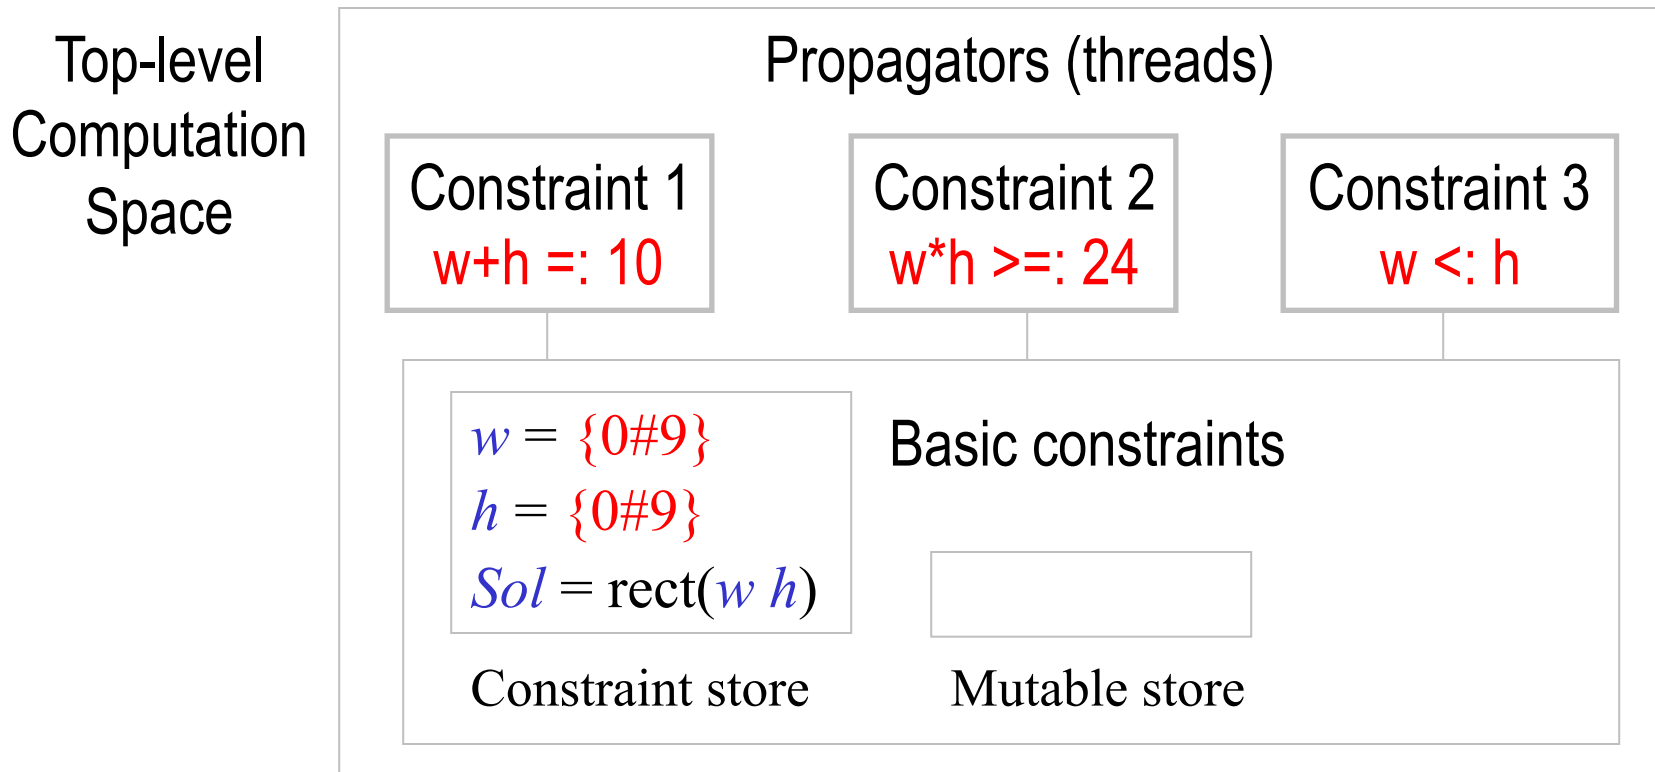 Top-level
Computation
Space
Propagators (threads)
Constraint 1
w+h =: 10
Constraint 2
w*h >=: 24
Constraint 3
w <: h
w = {0#9}
h = {0#9}
Sol = rect(w h)
Basic constraints
Constraint store
Mutable store